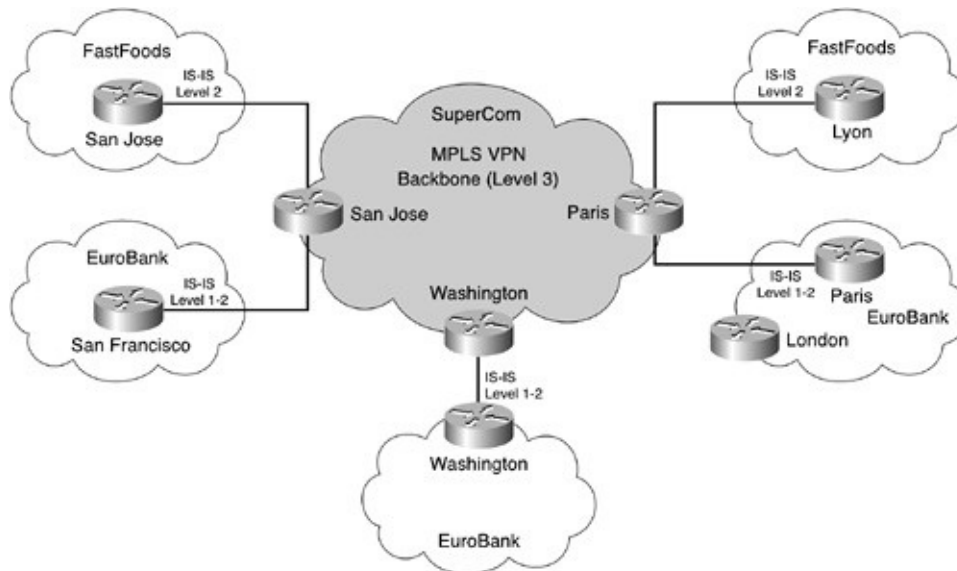 FastFoods
IS-IS
Level 2
San Jose
EuroBank
IS-IS
Level 1-2
San Francisco
SuperCom
MPLS VPN
Backbone (Level 3)
San Jose
Paris
Washington
IS-IS
Level 1-2
Washington
EuroBank
FastFoods
IS-IS
Level 2
Lyon
IS-IS
Level 1-2
Paris
EuroBank
London